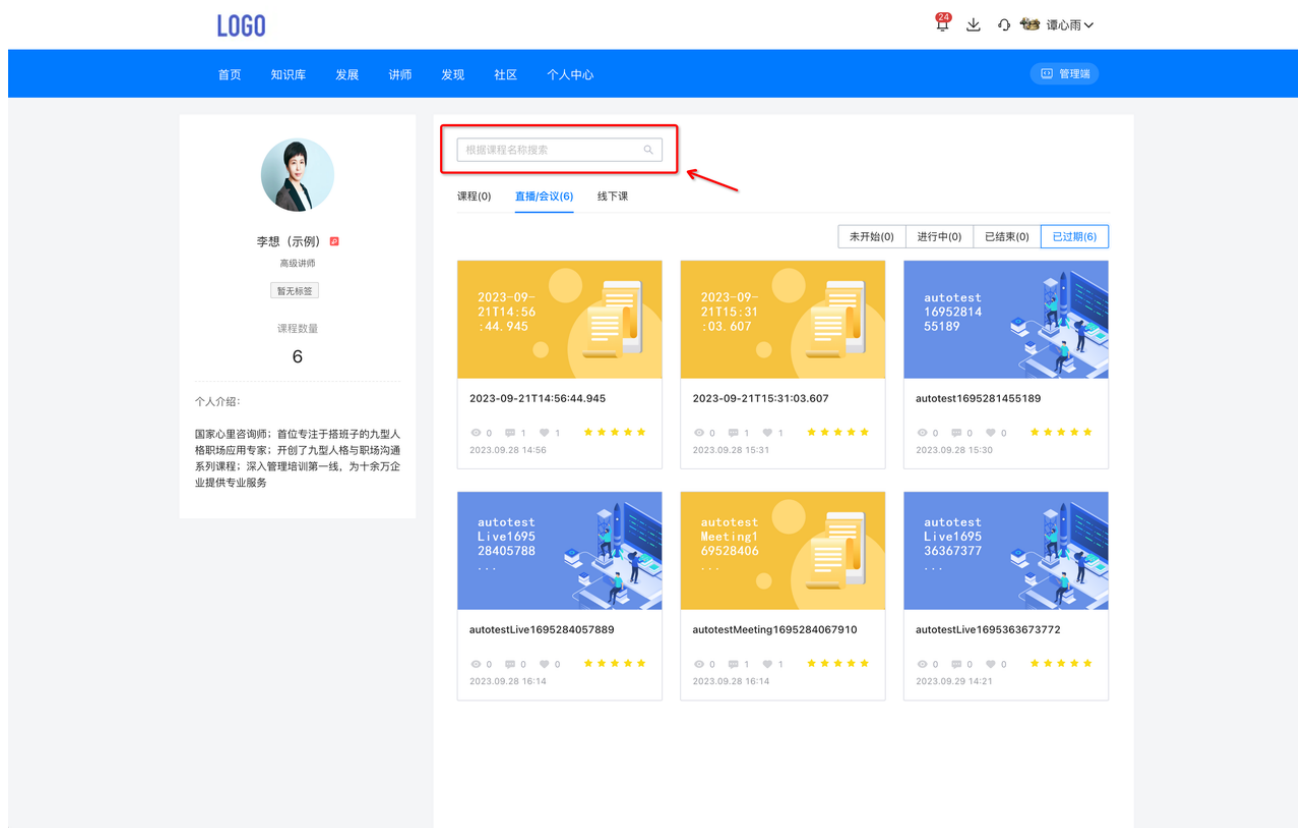 LOGO
24
谭心雨
首页 知识库 发展 讲师 发现 社区 个人中心
管理端
李想（示例）
高级讲师
暂无标签
课程数量
6
个人介绍：
国家心里咨询师；首位专注于搭班子的九型人
格职场应用专家；开创了九型人格与职场沟通
系列课程；深入管理培训第一线，为十余万企
业提供专业服务
根据课程名称搜索
课程(0) 直播/会议(6) 线下课
未开始(0) 进行中(0) 已结束(0) 已过期(6)
2023-09-
21T14:56
:44.945
2023-09-21T14:56:44.945
0 1 1
2023.09.28 14:56
2023-09-
21T15:31
:03.607
2023-09-21T15:31:03.607
0 1 1
2023.09.28 15:31
autotest
16952814
55189
autotest1695281455189
0 0 0
2023.09.28 15:30
autotest
Live1695
28405788
...
autotestLive1695284057889
0 0 0
2023.09.28 16:14
autotest
Meeting1
69528406
...
autotestMeeting1695284067910
0 1 1
2023.09.28 16:14
autotest
Live1695
36367377
...
autotestLive1695363673772
0 0 0
2023.09.29 14:21